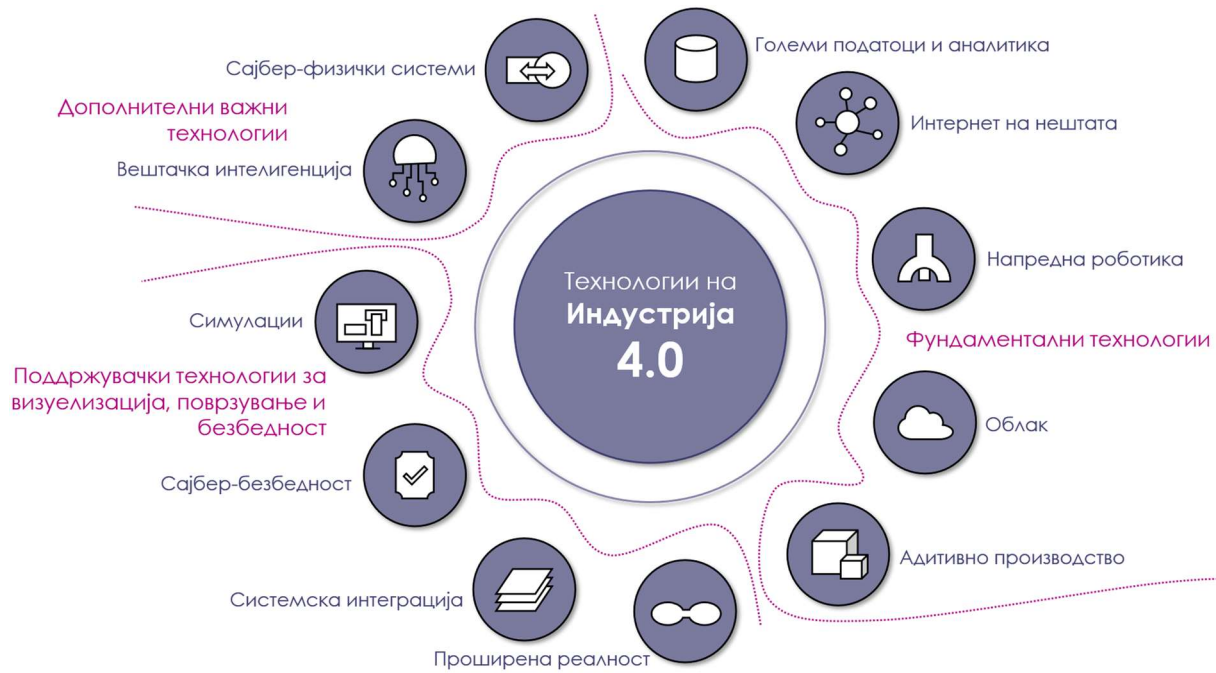 Технологии на
Индустрија
4.0
Големи податоци и аналитика
Интернет на нештата
Напредна роботика
Фундаментални технологии
Облак
Адитивно производство
Проширена реалност
Системска интеграција
Сајбер-безбедност
Поддржувачки технологии за
визуелизација, поврзување и
безбедност
Симулации
Вештачка интелигенција
Дополнителни важни
технологии
Сајбер-физички системи